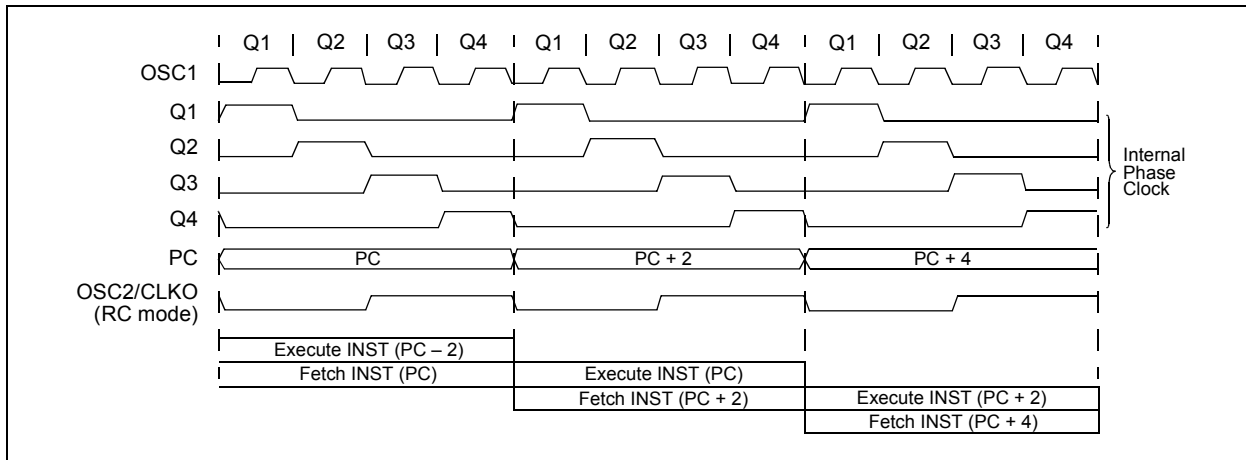 Q1 Q2 Q3 Q4 Q1 Q2 Q3 Q4 Q1 Q2 Q3 Q4
OSC1
Q1
Q2
Q3
Q4
Internal
Phase
Clock
PC PC PC + 2 PC + 4
OSC2/CLKO
(RC mode)
Execute INST (PC – 2)
Fetch INST (PC) Execute INST (PC)
Fetch INST (PC + 2) Execute INST (PC + 2)
Fetch INST (PC + 4)